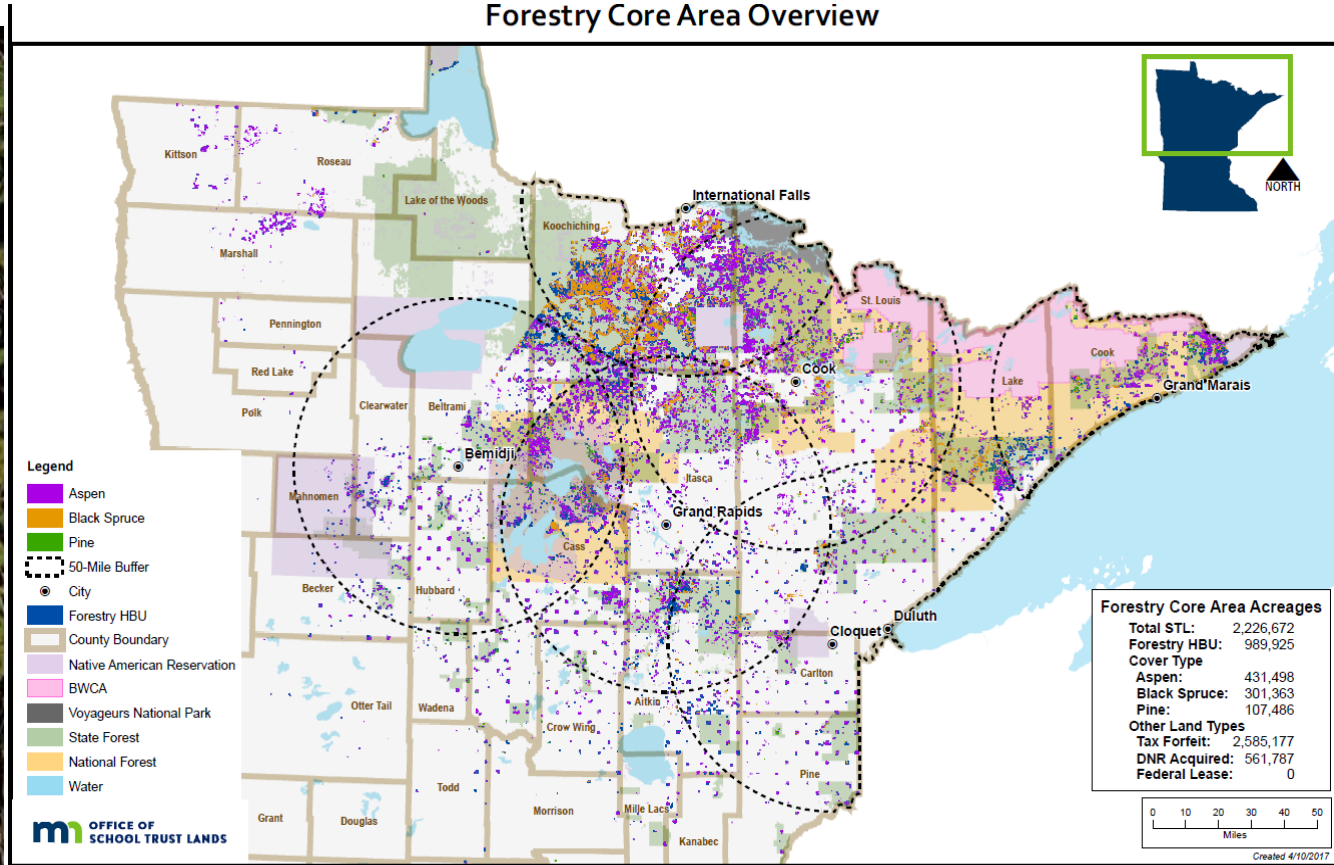 Forestry Core Area Overview
NORTH
Kittson
Roseau
Lake of the Woods
International Falls
Koochiching
Marshall
St. Louis
Pennington
Cook
Red Lake
Cook
Lake
Grand Marais
Polk
Clearwater
Beltrami
Bemidji
Itasca
Mahnomen
Grand Rapids
Cass
Becker
Hubbard
Duluth
Cloquet
Carlton
Otter Tail
Wadena
Aitkin
Crow Wing
Pine
Todd
Morrison
Mille Lacs
Grant
Douglas
Kanabec
Legend
Aspen
Black Spruce
Pine
50-Mile Buffer
City
Forestry HBU
County Boundary
Native American Reservation
BWCA
Voyageurs National Park
State Forest
National Forest
Water
mn OFFICE OF
SCHOOL TRUST LANDS
Forestry Core Area Acreages
Total STL: 2,226,672
Forestry HBU: 989,925
Cover Type
Aspen: 431,498
Black Spruce: 301,363
Pine: 107,486
Other Land Types
Tax Forfeit: 2,585,177
DNR Acquired: 561,787
Federal Lease: 0
0 10 20 30 40 50
Miles
Created 4/10/2017